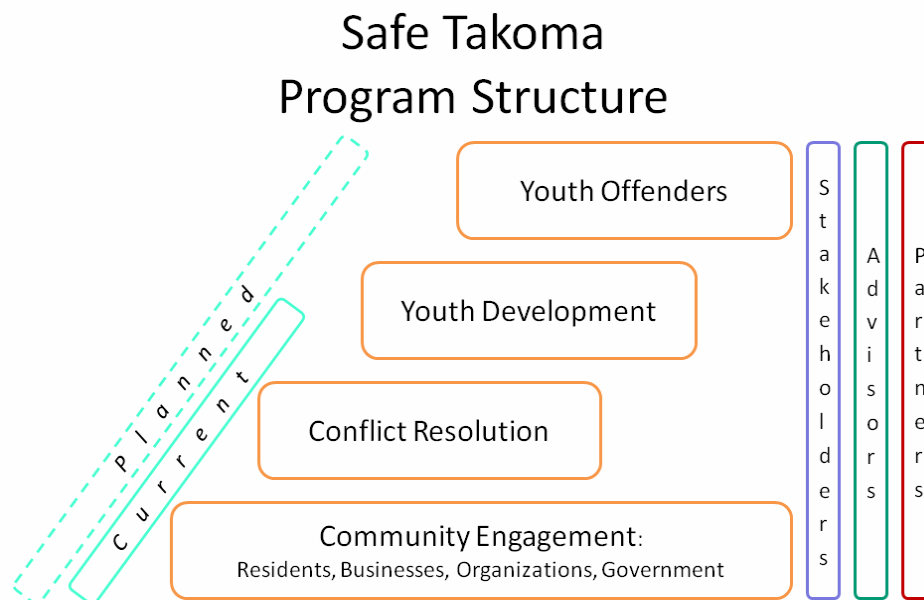 Safe Takoma
Program Structure
Youth Offenders
Youth Development
Conflict Resolution
Community Engagement:
Residents, Businesses, Organizations, Government
Planned
Current
Stakeholders
Advisors
Partners